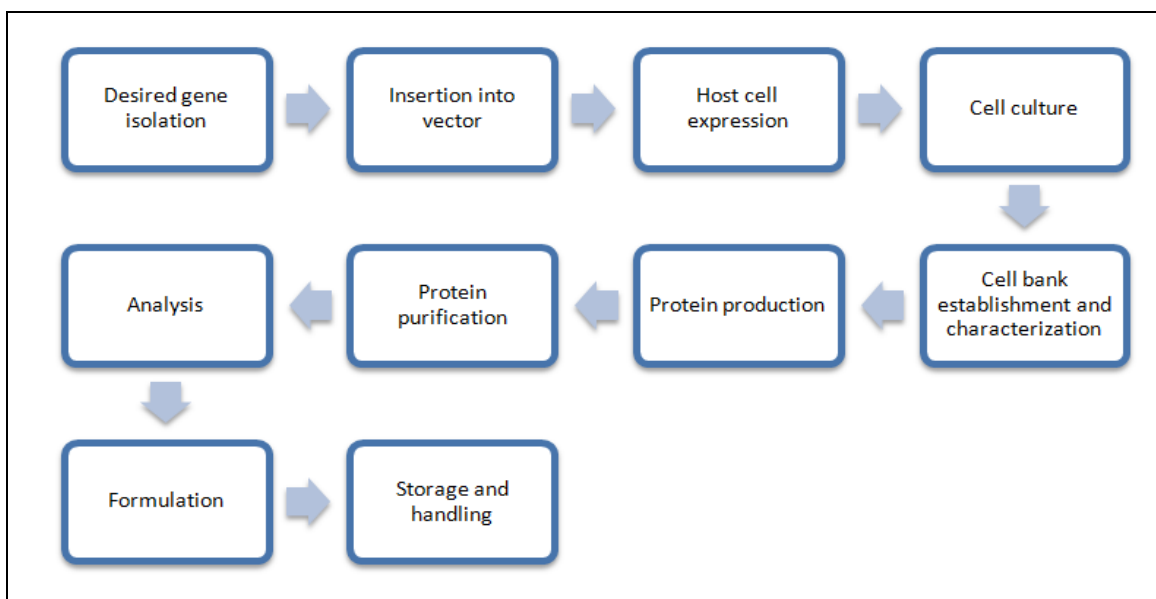 Desired gene
isolation
Insertion into
vector
Host cell
expression
Cell culture
Cell bank
establishment and
characterization
Protein production
Protein
purification
Analysis
Formulation
Storage and
handling